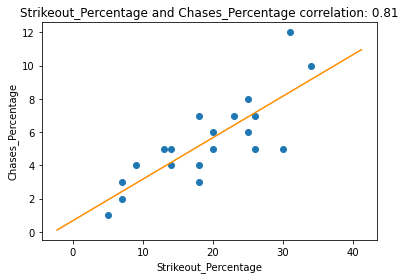 Strikeout_Percentage and Chases_Percentage correlation: 0.81
12
10
8
6
4
2
0
Chases_Percentage
0 10 20 30 40
Strikeout_Percentage